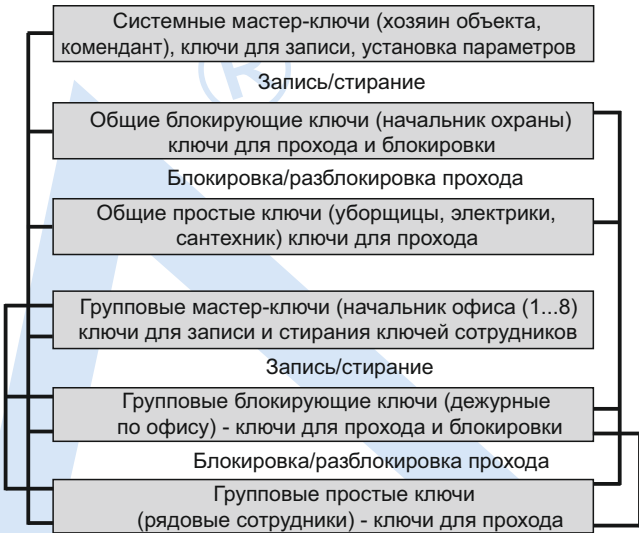 Системные мастер-ключи (хозяин объекта,
комендант), ключи для записи, установка параметров
Запись/стирание
Общие блокирующие ключи (начальник охраны)
ключи для прохода и блокировки
Блокировка/разблокировка прохода
Общие простые ключи (уборщицы, электрики,
сантехник) ключи для прохода
Групповые мастер-ключи (начальник офиса (1...8)
ключи для записи и стирания ключей сотрудников
Запись/стирание
Групповые блокирующие ключи (дежурные
по офису) - ключи для прохода и блокировки
Блокировка/разблокировка прохода
Групповые простые ключи
(рядовые сотрудники) - ключи для прохода
®